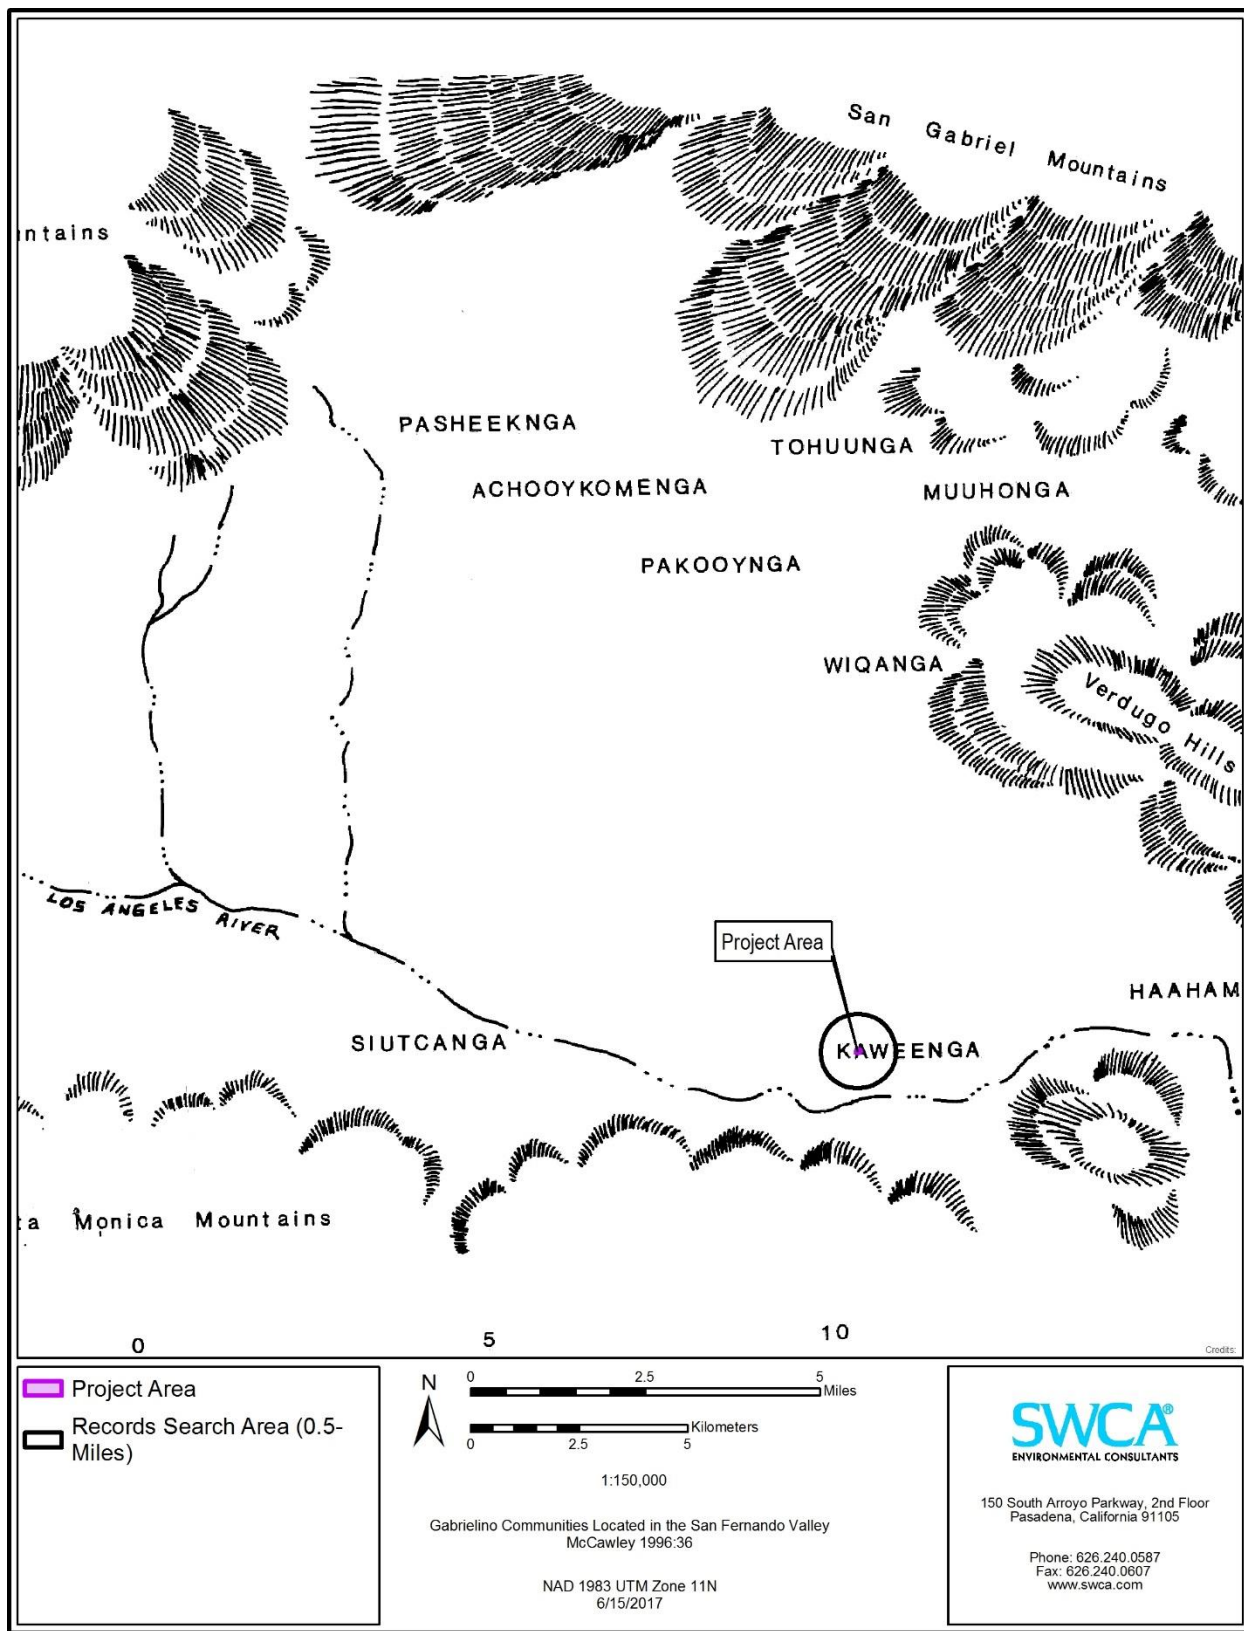 San Gabriel Mountains
ntains
PASHEEKNGA
TOHUUNGA
ACHOOYKOMENGA
MUUHONGA
PAKOOYNGA
WIQANGA
Verdugo Hills
LOS ANGELES RIVER
Project Area
HAAHAM
SIUTCANGA
KAWEENGA
ta Monica Mountains
0 5 10
Credits:
Project Area
Records Search Area (0.5-
Miles)
N
0 2.5 5
Miles
Kilometers
0 2.5 5
1:150,000
Gabrielino Communities Located in the San Fernando Valley
McCawley 1996:36
NAD 1983 UTM Zone 11N
6/15/2017
SWCA®
ENVIRONMENTAL CONSULTANTS
150 South Arroyo Parkway, 2nd Floor
Pasadena, California 91105
Phone: 626.240.0587
Fax: 626.240.0607
www.swca.com